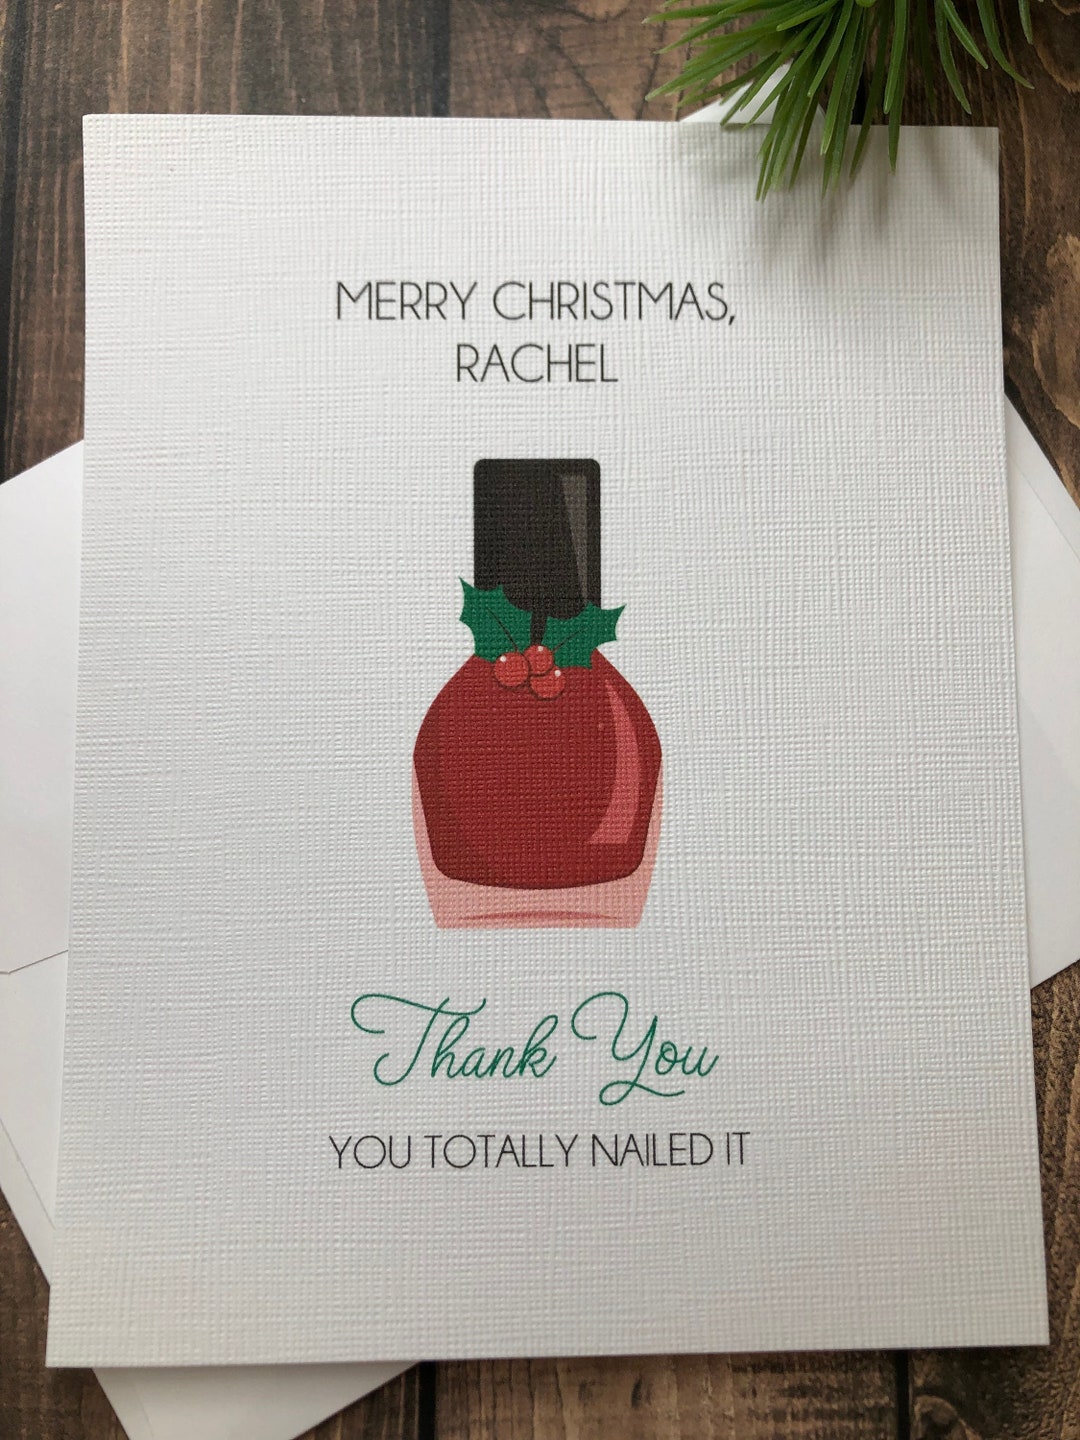 MERRY CHRISTMAS,
RACHEL
Thank You
YOU TOTALLY NAILED IT